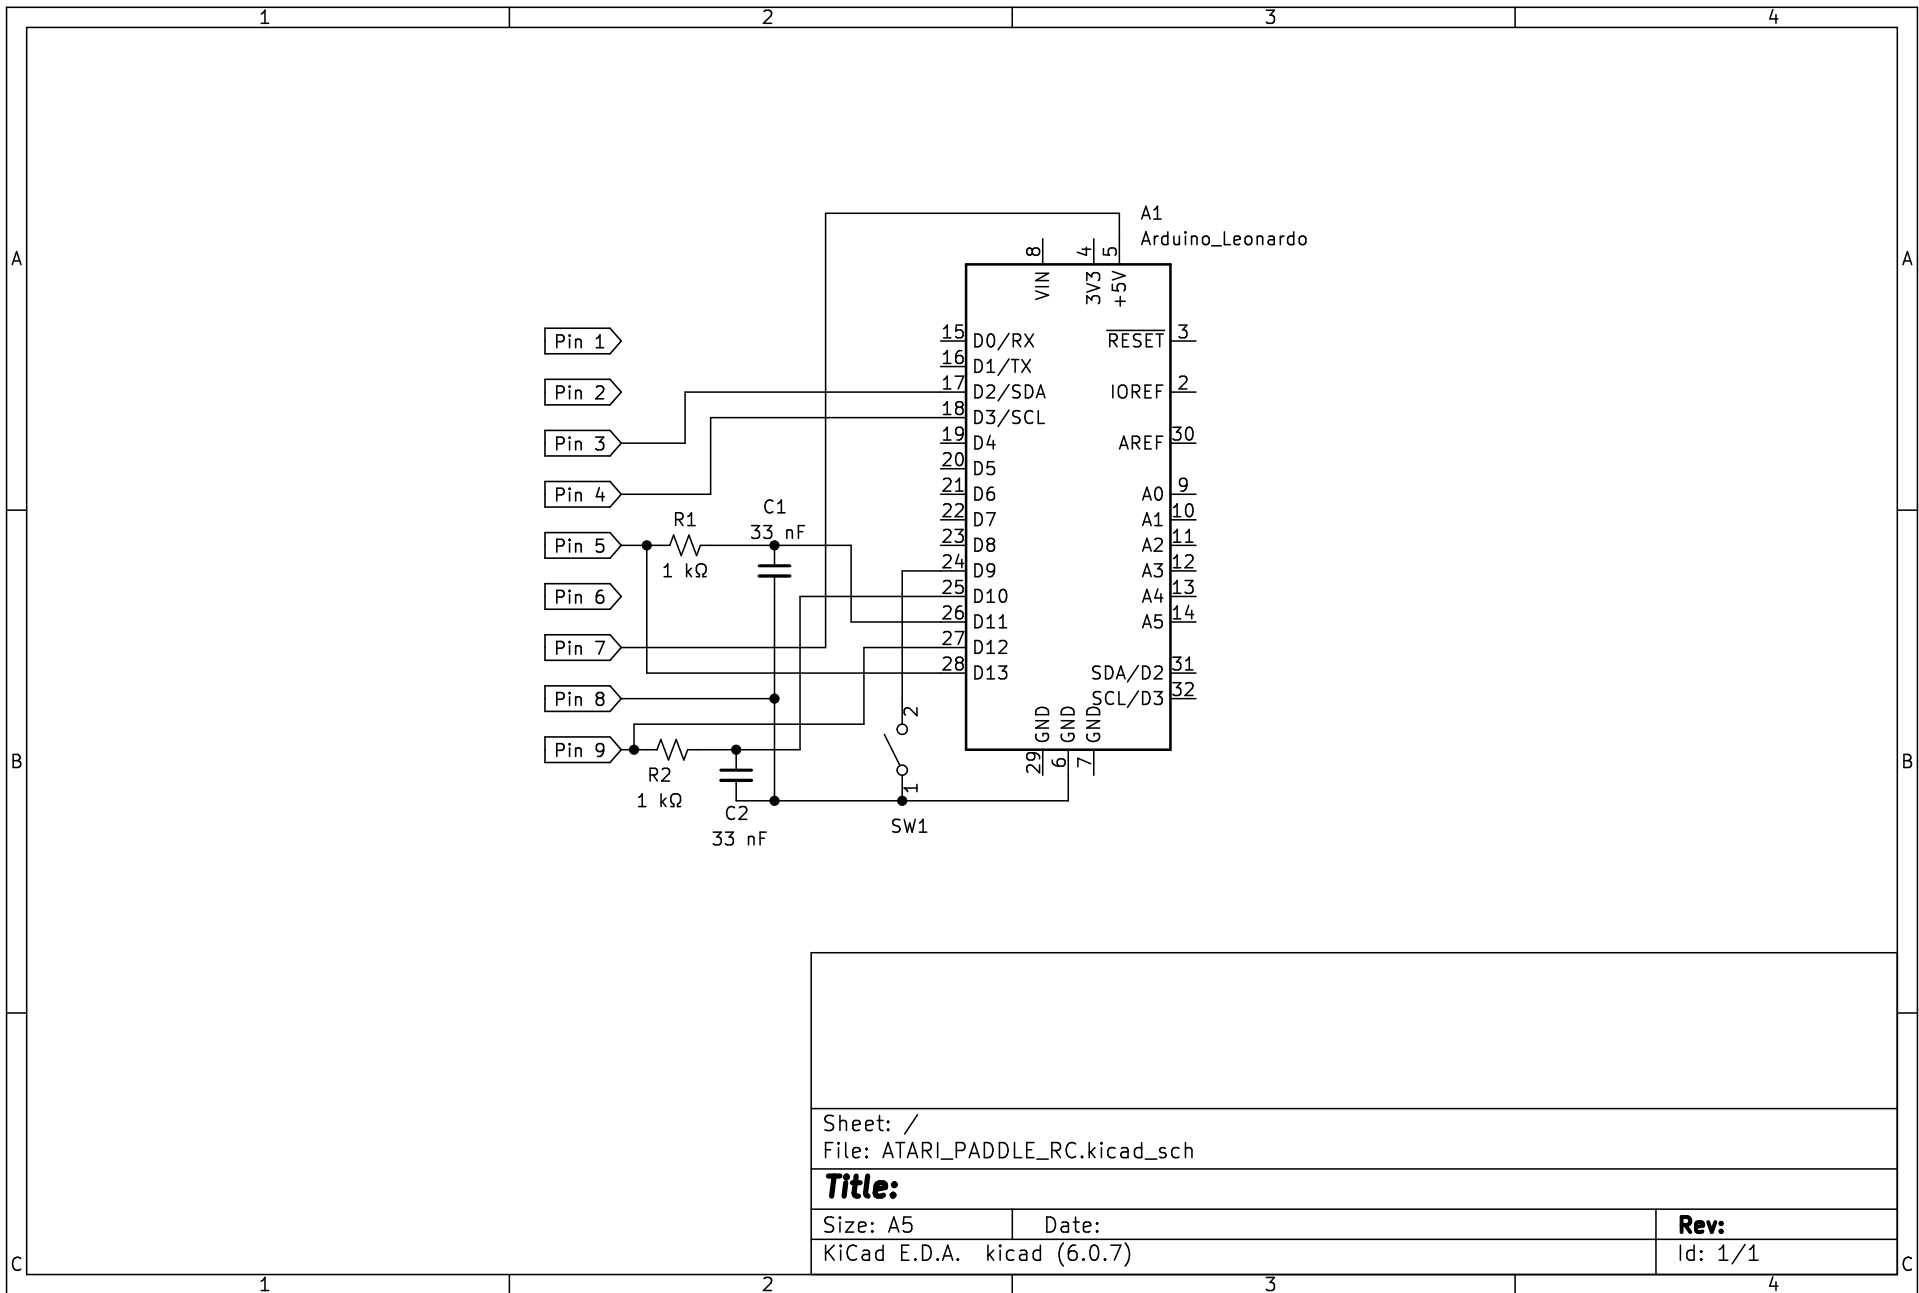 1 2 3 4
A A
B B
C C
A1
Arduino_Leonardo
8 4 5
VIN 3V3 +5V
Pin 1
Pin 2
Pin 3
Pin 4
Pin 5
Pin 6
Pin 7
Pin 8
Pin 9
15 D0/RX
16 D1/TX
17 D2/SDA
18 D3/SCL
19 D4
20 D5
21 D6
22 D7
23 D8
24 D9
25 D10
26 D11
27 D12
28 D13
RESET 3
IOREF 2
AREF 30
A0 9
A1 10
A2 11
A3 12
A4 13
A5 14
SDA/D2 31
SCL/D3 32
GND GND GND
29 6 7
C1
33 nF
R1
1 kΩ
R2
1 kΩ
C2
33 nF
2
1
SW1
Sheet: /
File: ATARI_PADDLE_RC.kicad_sch
Title:
Size: A5 Date: Rev:
KiCad E.D.A. kicad (6.0.7) Id: 1/1
1 2 3 4